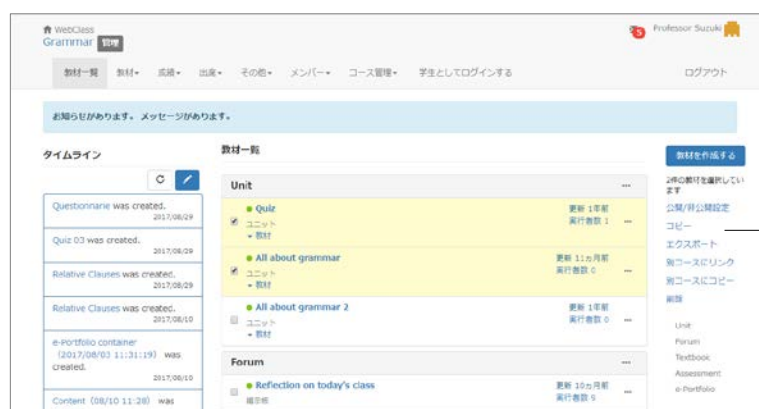 WebClass
Grammar 管理
5
Professor Suzuki
教材一覧 教材 成績 出席 その他 メンバー コース管理 学生としてログインする ログアウト
お知らせがあります。メッセージがあります。
タイムライン
Questionnaire was created.
2017/08/29
Quiz 03 was created.
2017/08/29
Relative Clauses was created.
2017/08/29
Relative Clauses was created.
2017/08/10
e-Portfolio container
(2017/08/03 11:31:19) was
created.
2017/08/10
Content (08/10 11:28) was
教材一覧
Unit
Quiz 更新 1年前
ユニット 実行者数 1
教材
All about grammar 更新 11ヵ月前
ユニット 実行者数 0
教材
All about grammar 2 更新 1年前
ユニット 実行者数 0
教材
Forum
Reflection on today's class 更新 10ヵ月前
掲示板 実行者数 5
教材を作成する
2件の教材を選択してい
ます
公開/非公開設定
コピー
エクスポート
別コースにリンク
別コースにコピー
削除
Unit
Forum
Textbook
Assessment
e-Portfolio